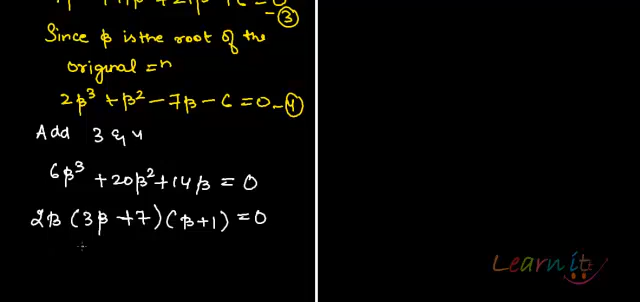 Since β is the root of the
original =n
2β³ + β² − 7β − 6 = 0 - ④
Add 3 & 4
6β³ + 20β² + 14β = 0
2β (3β + 7) (β + 1) = 0
Learnit